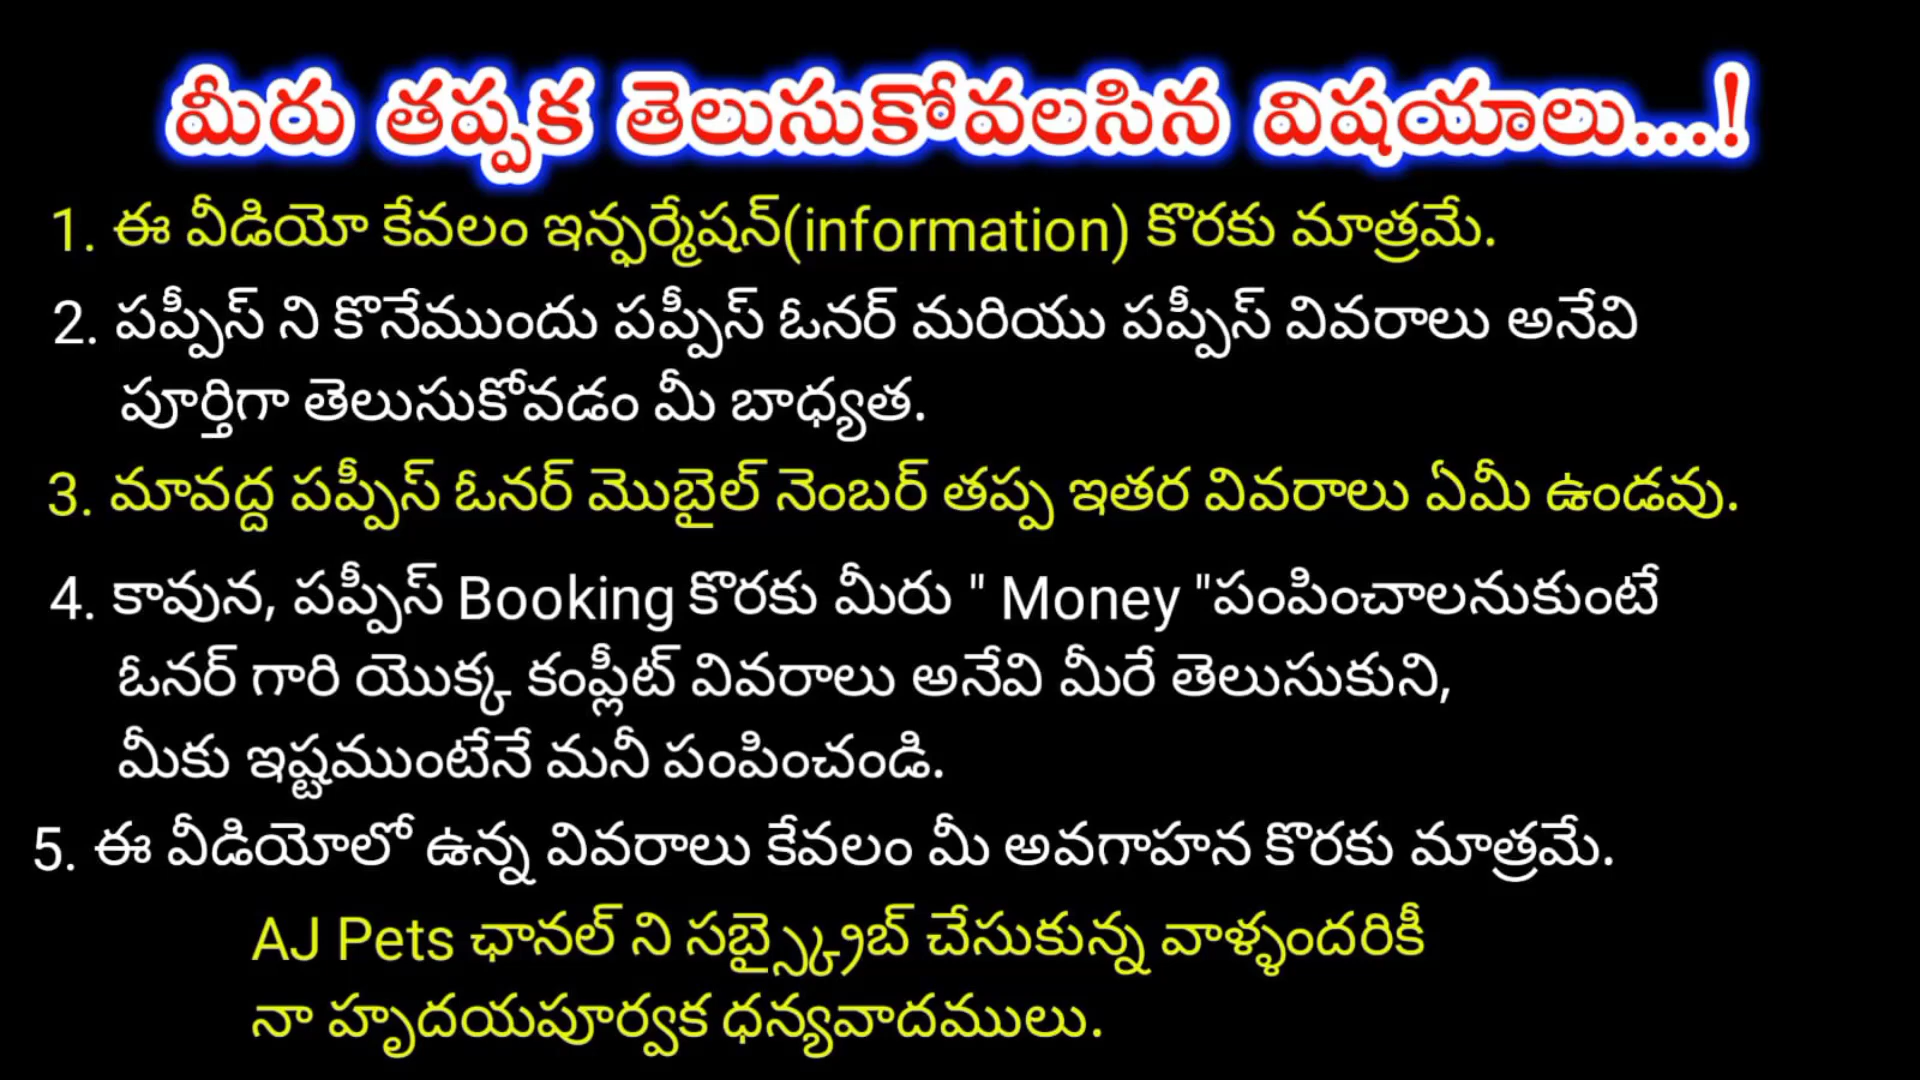 మీరు తప్పక తెలుసుకోవలసిన విషయాలు...!
1. ఈ వీడియో కేవలం ఇన్ఫర్మేషన్(information) కొరకు మాత్రమే.
2. పప్పీస్ ని కొనేముందు పప్పీస్ ఓనర్ మరియు పప్పీస్ వివరాలు అనేవి
పూర్తిగా తెలుసుకోవడం మీ బాధ్యత.
3. మావద్ద పప్పీస్ ఓనర్ మొబైల్ నెంబర్ తప్ప ఇతర వివరాలు ఏమీ ఉండవు.
4. కావున, పప్పీస్ Booking కొరకు మీరు " Money "పంపించాలనుకుంటే
ఓనర్ గారి యొక్క కంప్లీట్ వివరాలు అనేవి మీరే తెలుసుకుని,
మీకు ఇష్టముంటేనే మనీ పంపించండి.
5. ఈ వీడియోలో ఉన్న వివరాలు కేవలం మీ అవగాహన కొరకు మాత్రమే.
AJ Pets ఛానల్ ని సబ్స్క్రైబ్ చేసుకున్న వాళ్ళందరికీ
నా హృదయపూర్వక ధన్యవాదములు.